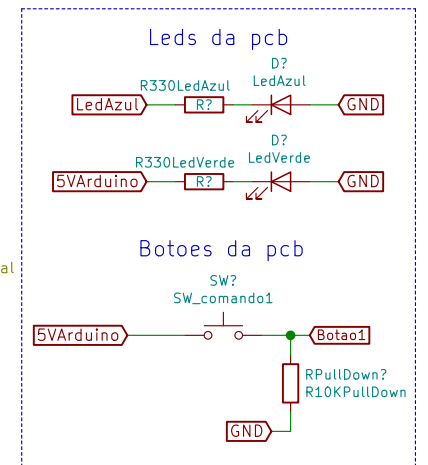 Leds da pcb
D?
LedAzul
R330LedAzul
LedAzul R? GND
D?
LedVerde
R330LedVerde
5VArduino R? GND
Botoes da pcb
al
SW?
SW_comando1
5VArduino Botao1
RPullDown?
R10KPullDown
GND